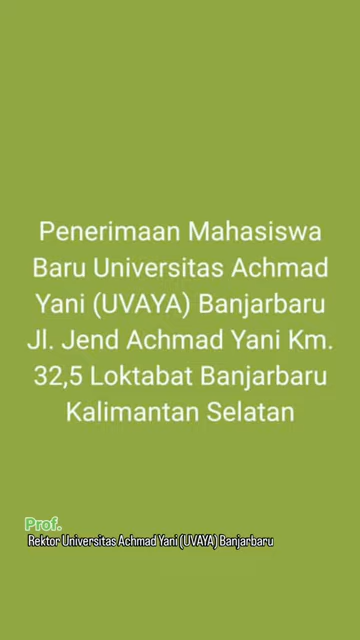 Penerimaan Mahasiswa
Baru Universitas Achmad
Yani (UVAYA) Banjarbaru
Jl. Jend Achmad Yani Km.
32,5 Loktabat Banjarbaru
Kalimantan Selatan
Prof.
Rektor Universitas Achmad Yani (UVAYA) Banjarbaru